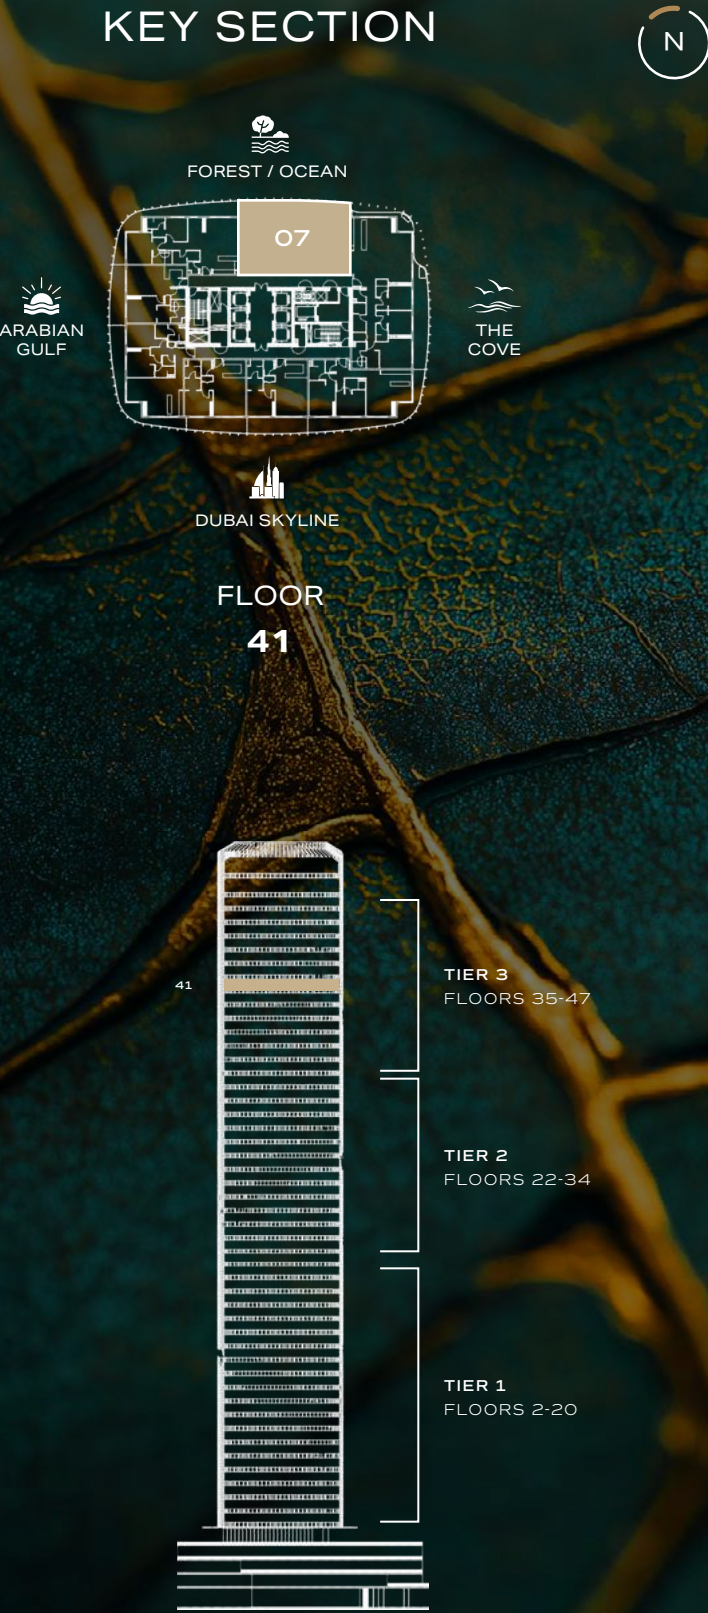 KEY SECTION
N
FOREST / OCEAN
07
ARABIAN
GULF
THE
COVE
DUBAI SKYLINE
FLOOR
41
41
TIER 3
FLOORS 35-47
TIER 2
FLOORS 22-34
TIER 1
FLOORS 2-20